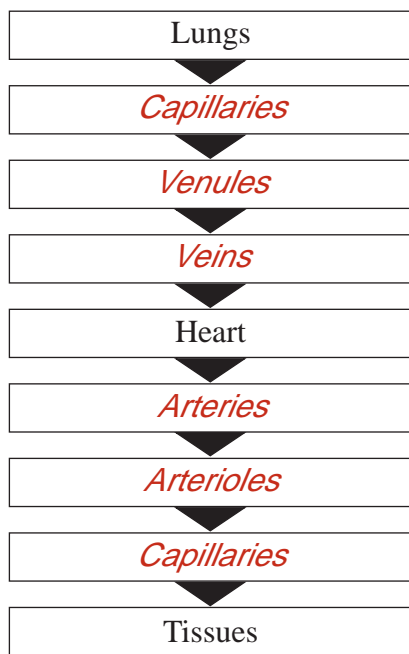 Lungs
Capillaries
Venules
Veins
Heart
Arteries
Arterioles
Capillaries
Tissues